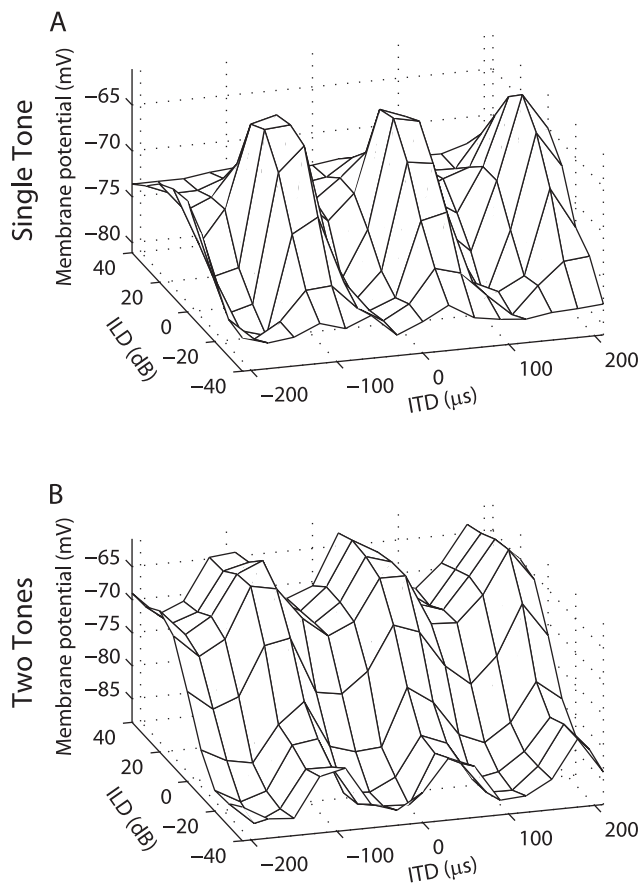 A
Single Tone
Membrane potential (mV)
−65
−70
−75
−80
40
20
0
−20
−40
ILD (dB)
−200
−100
0
100
200
ITD (μs)
B
Two Tones
Membrane potential (mV)
−65
−70
−75
−80
−85
40
20
0
−20
−40
ILD (dB)
−200
−100
0
100
200
ITD (μs)